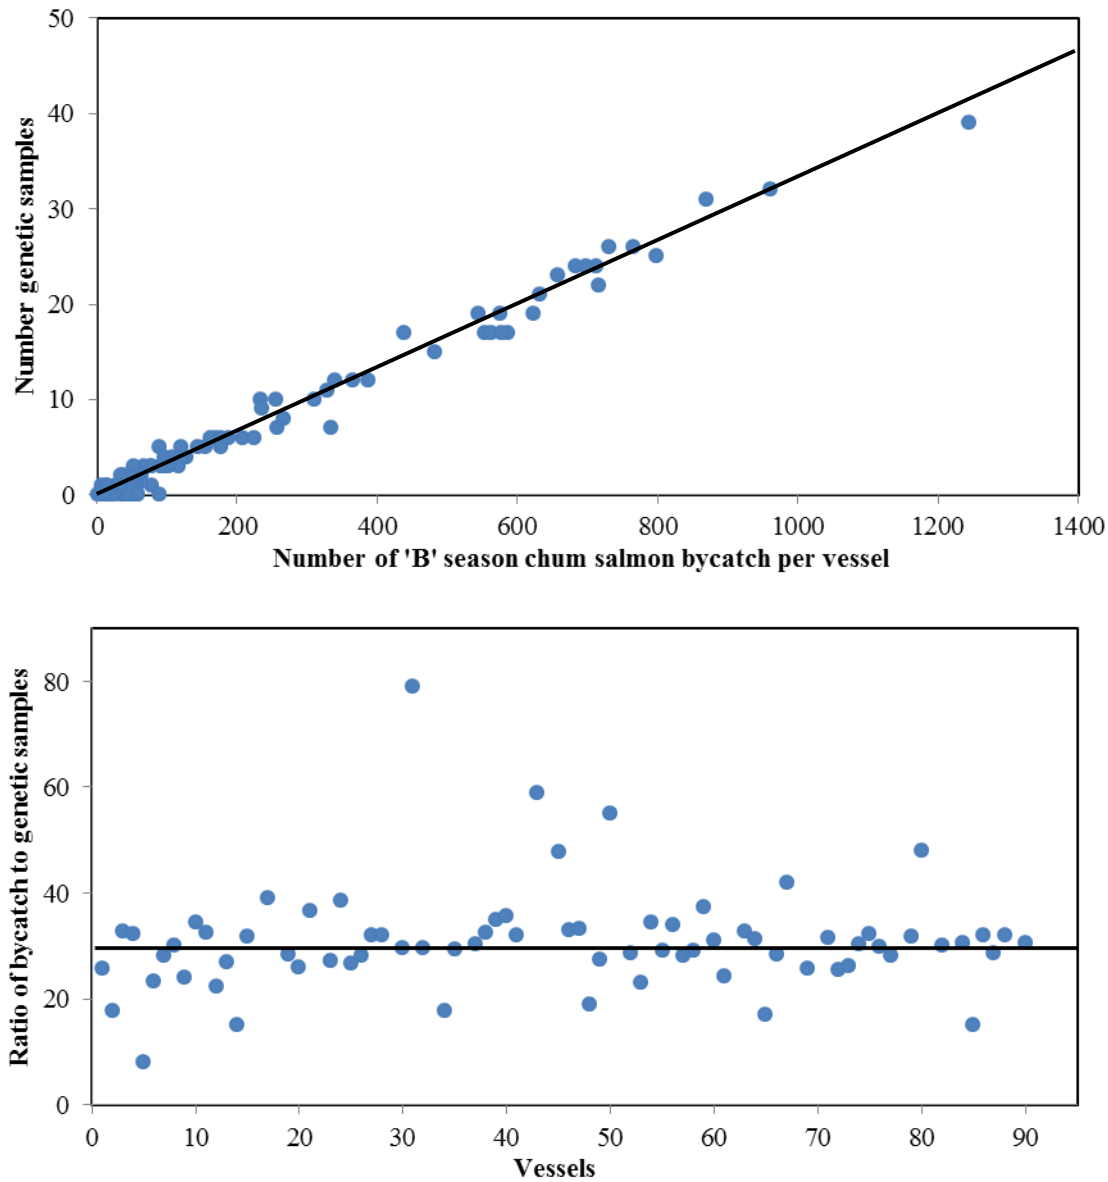 50
40
30
20
10
0
Number genetic samples
0 200 400 600 800 1000 1200 1400
Number of 'B' season chum salmon bycatch per vessel
80
60
40
20
0
Ratio of bycatch to genetic samples
0 10 20 30 40 50 60 70 80 90
Vessels